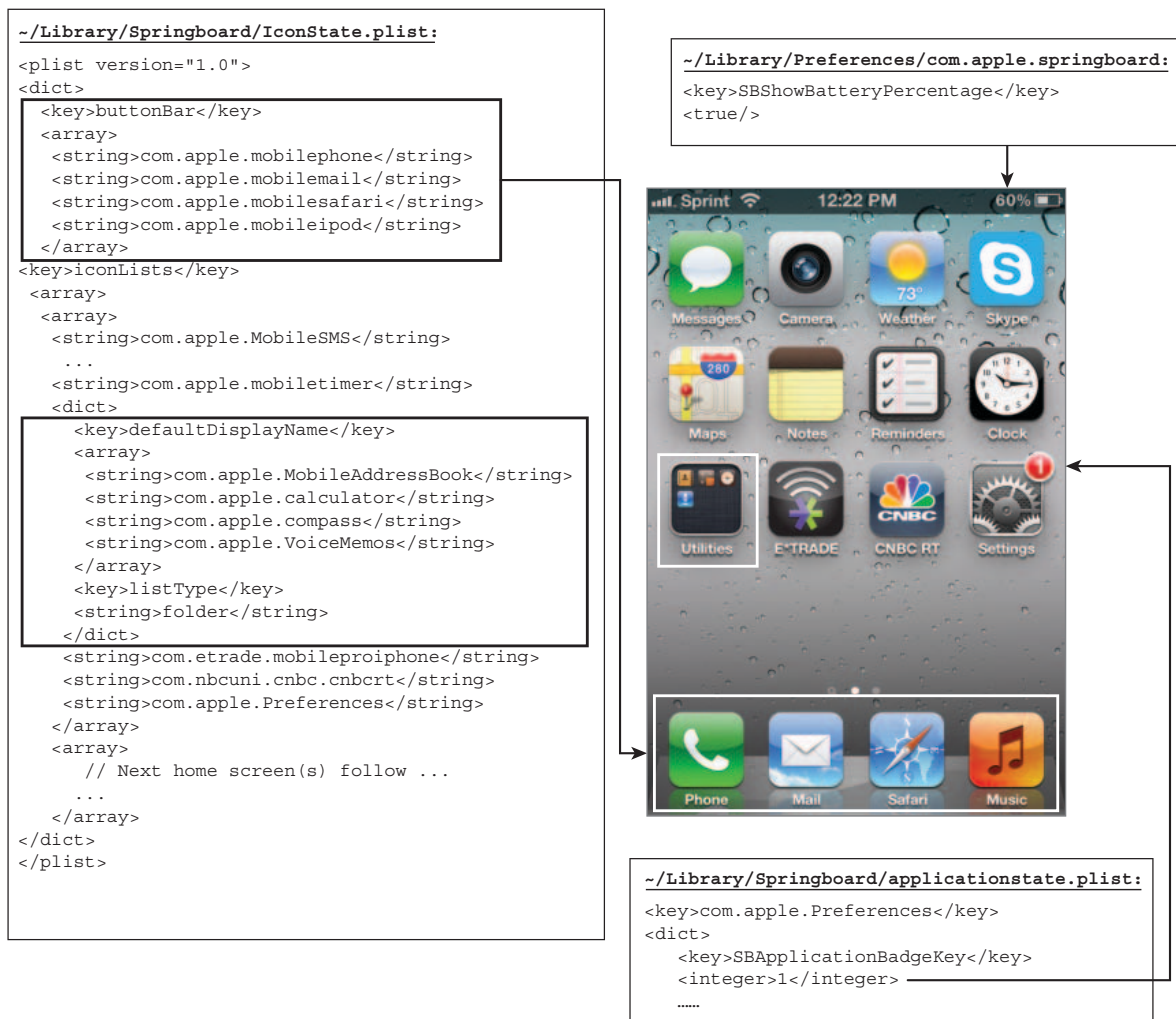 ~/Library/Springboard/IconState.plist:
<plist version="1.0">
<dict>
<key>buttonBar</key>
<array>
<string>com.apple.mobilephone</string>
<string>com.apple.mobilemail</string>
<string>com.apple.mobilesafari</string>
<string>com.apple.mobileipod</string>
</array>
<key>iconLists</key>
<array>
<array>
<string>com.apple.MobileSMS</string>
...
<string>com.apple.mobiletimer</string>
<dict>
<key>defaultDisplayName</key>
<array>
<string>com.apple.MobileAddressBook</string>
<string>com.apple.calculator</string>
<string>com.apple.compass</string>
<string>com.apple.VoiceMemos</string>
</array>
<key>listType</key>
<string>folder</string>
</dict>
<string>com.etrade.mobileproiphone</string>
<string>com.nbcuni.cnbc.cnbcrt</string>
<string>com.apple.Preferences</string>
</array>
<array>
// Next home screen(s) follow ...
...
</array>
</dict>
</plist>
~/Library/Preferences/com.apple.springboard:
<key>SBShowBatteryPercentage</key>
<true/>
Sprint 12:22 PM 60%
73°
S
Messages Camera Weather Skype
280
12
Maps Notes Reminders Clock
1
CNBC
Utilities E*TRADE CNBC RT Settings
Phone Mail Safari Music
~/Library/Springboard/applicationstate.plist:
<key>com.apple.Preferences</key>
<dict>
<key>SBApplicationBadgeKey</key>
<integer>1</integer>
……